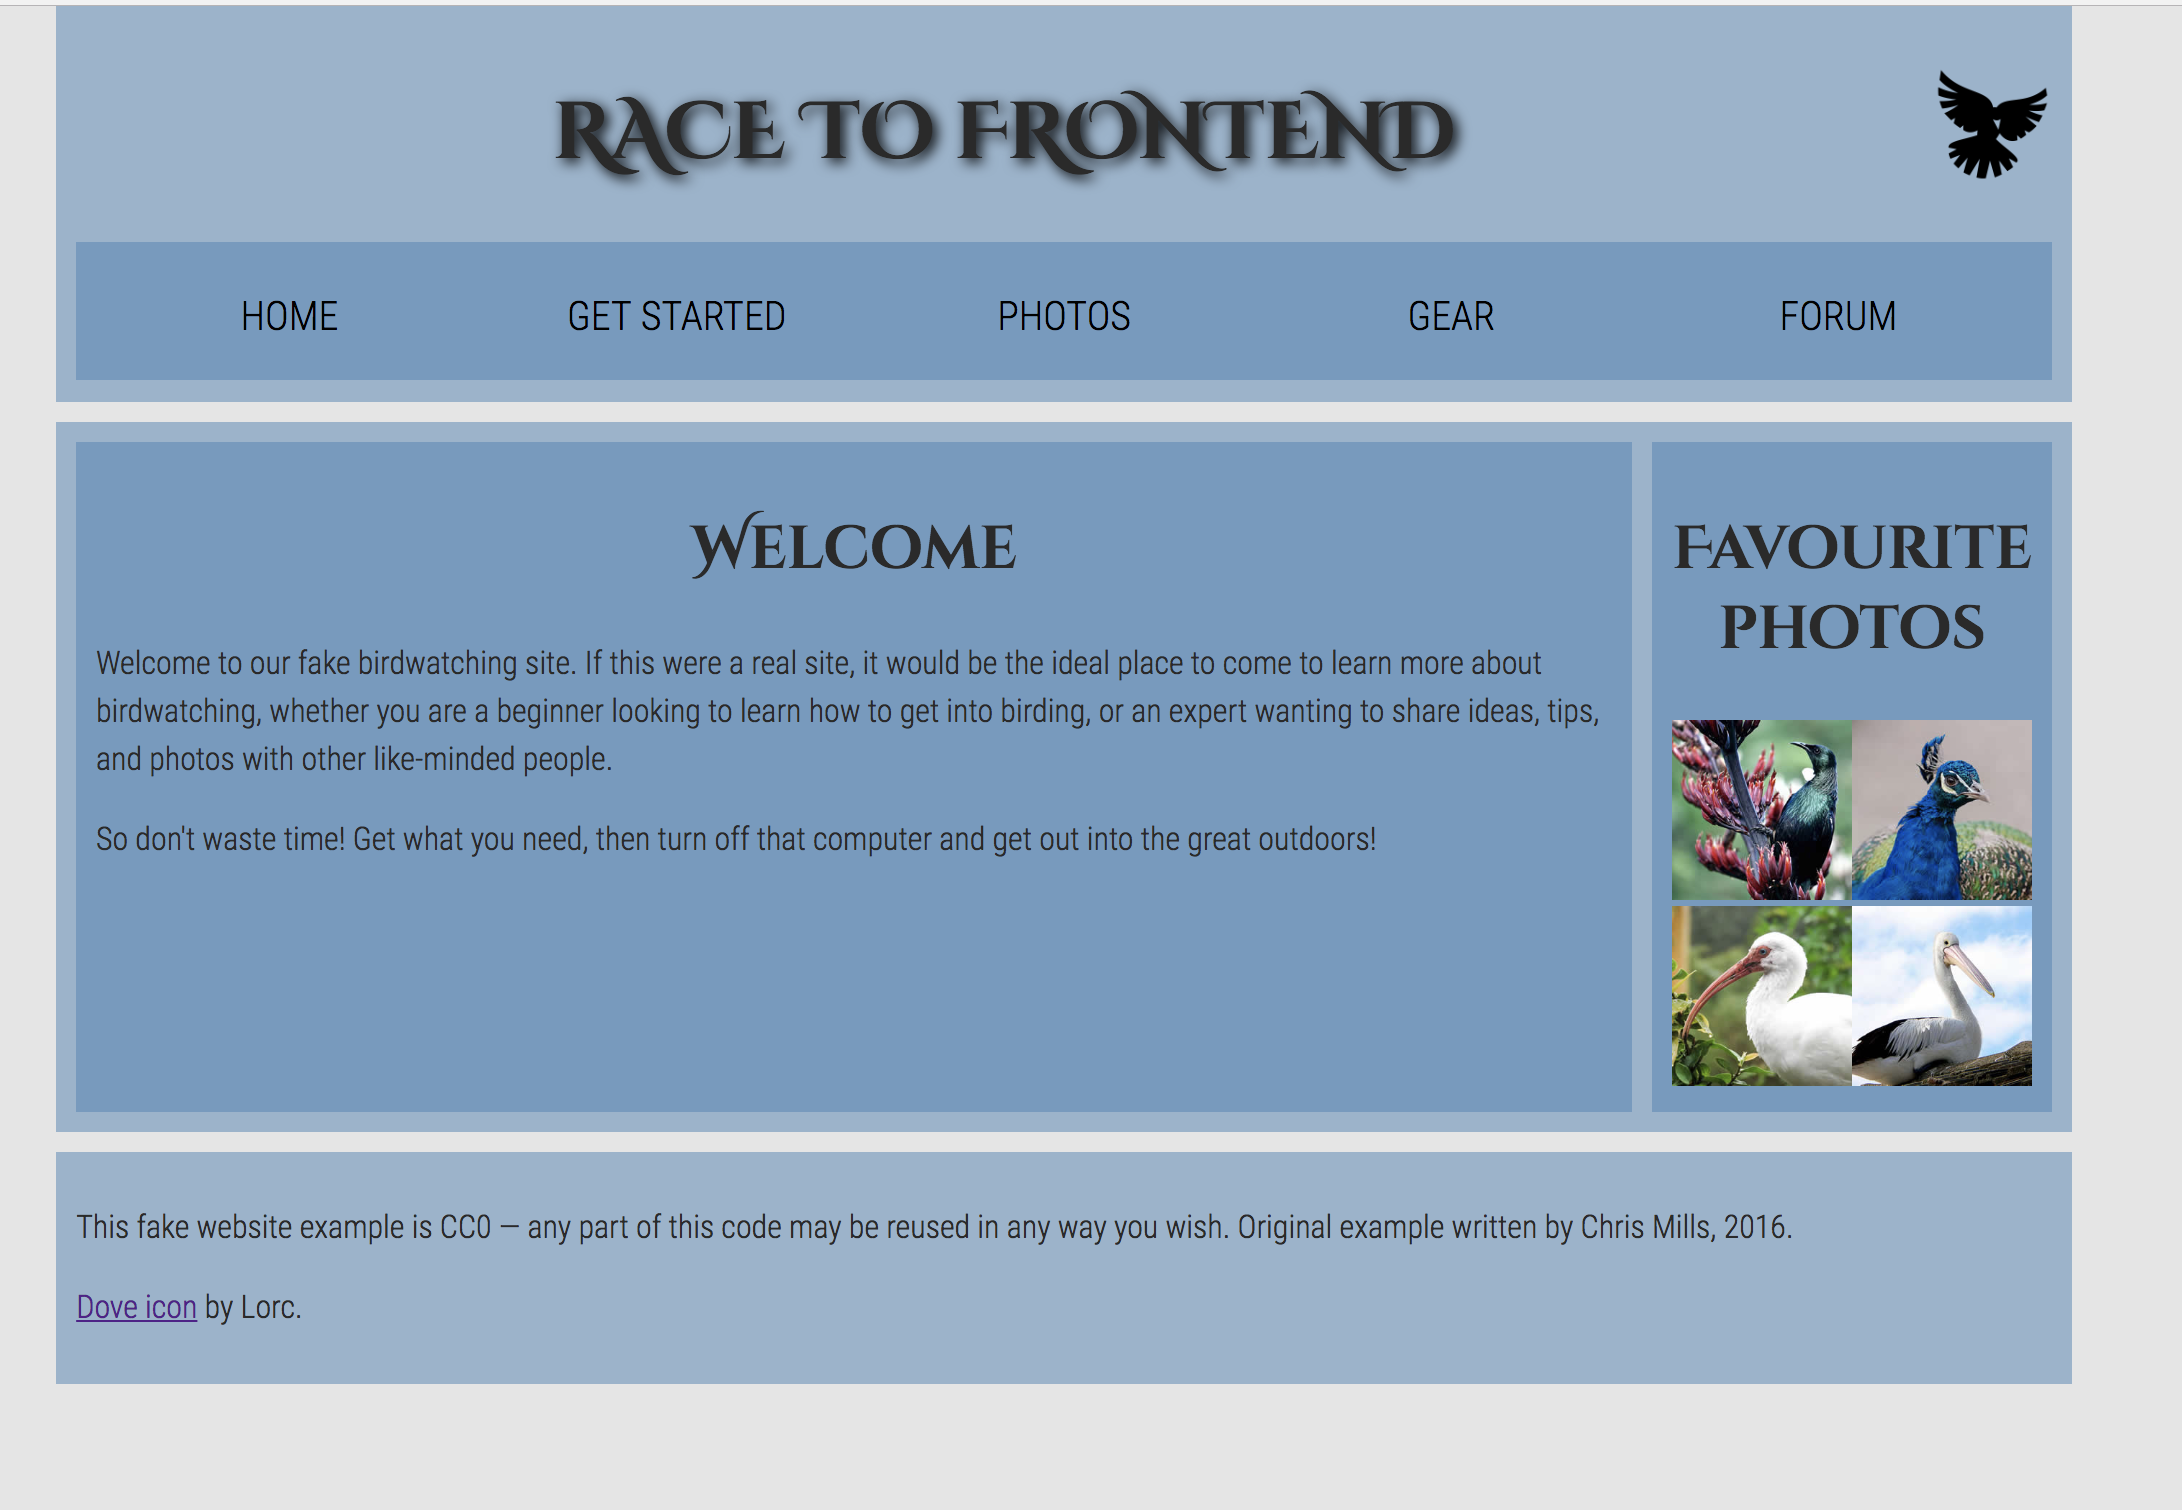 RACE TO FRONTEND
HOME GET STARTED PHOTOS GEAR FORUM
Welcome
Welcome to our fake birdwatching site. If this were a real site, it would be the ideal place to come to learn more about
birdwatching, whether you are a beginner looking to learn how to get into birding, or an expert wanting to share ideas, tips,
and photos with other like-minded people.
So don't waste time! Get what you need, then turn off that computer and get out into the great outdoors!
Favourite
photos
This fake website example is CC0 — any part of this code may be reused in any way you wish. Original example written by Chris Mills, 2016.
Dove icon by Lorc.